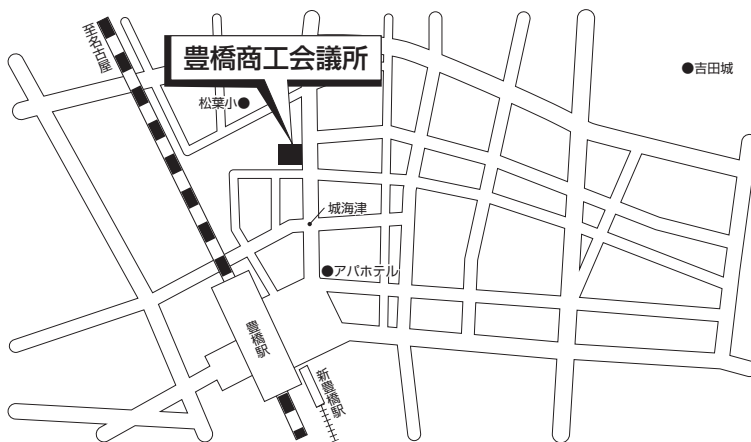 至名古屋
豊橋商工会議所
吉田城
松葉小
城海津
アパホテル
豊橋駅
新豊橋駅